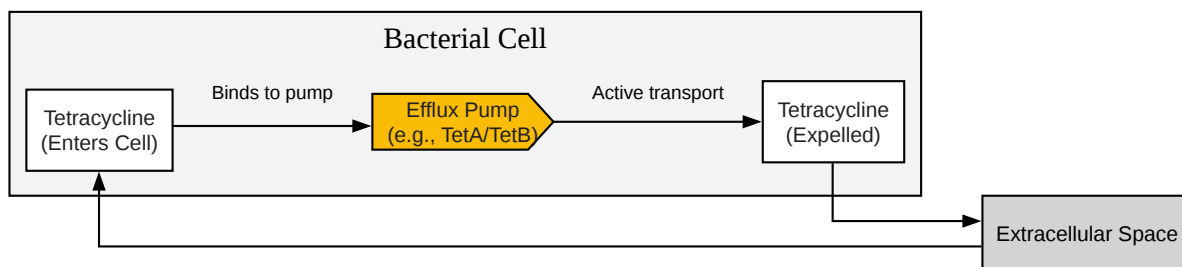 Bacterial Cell
Binds to pump
Active transport
Tetracycline
(Enters Cell)
Efflux Pump
(e.g., TetA/TetB)
Tetracycline
(Expelled)
Extracellular Space